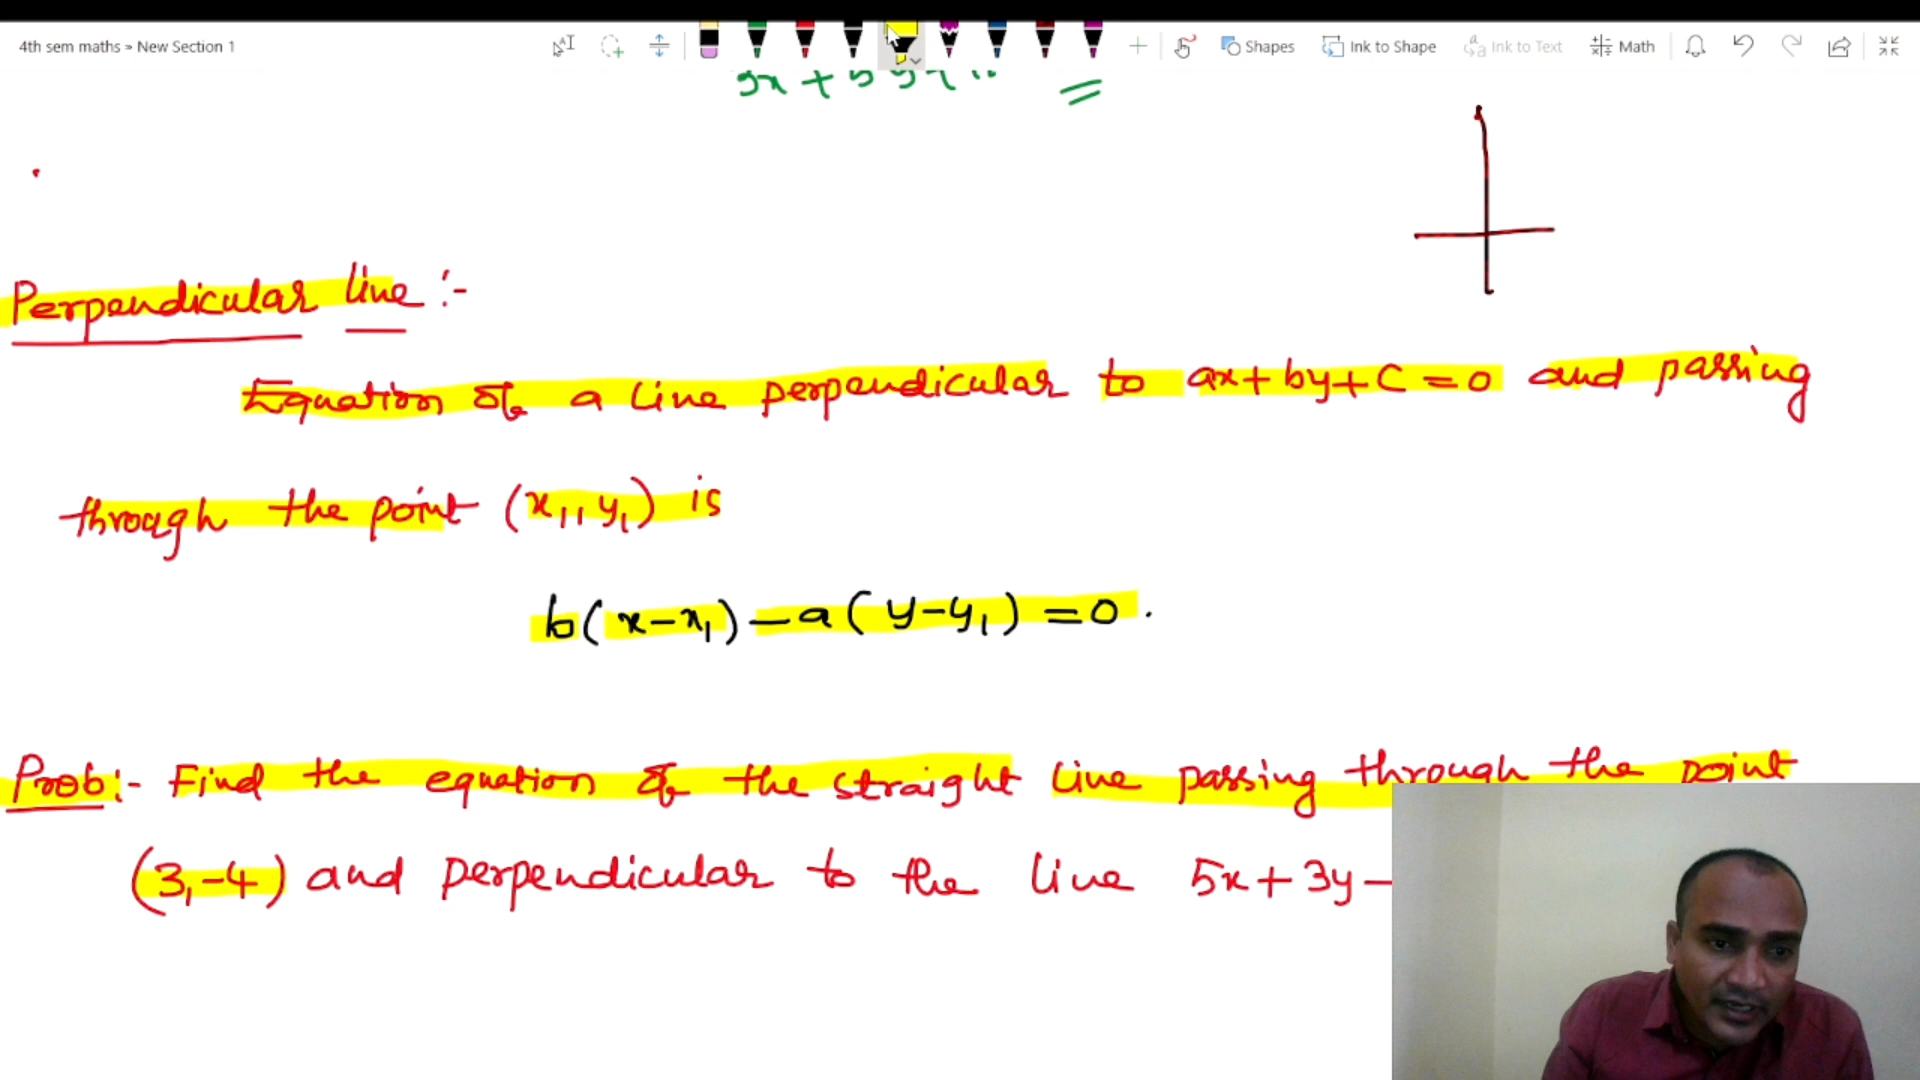 4th sem maths » New Section 1 Shapes Ink to Shape Ink to Text Math
Perpendicular line :-
Equation of a line perpendicular to ax+by+c=0 and passing
through the point (x₁, y₁) is
b(x-x₁)-a(y-y₁)=0.
Prob:- Find the equation of the straight line passing through the point
(3,-4) and perpendicular to the line 5x+3y-